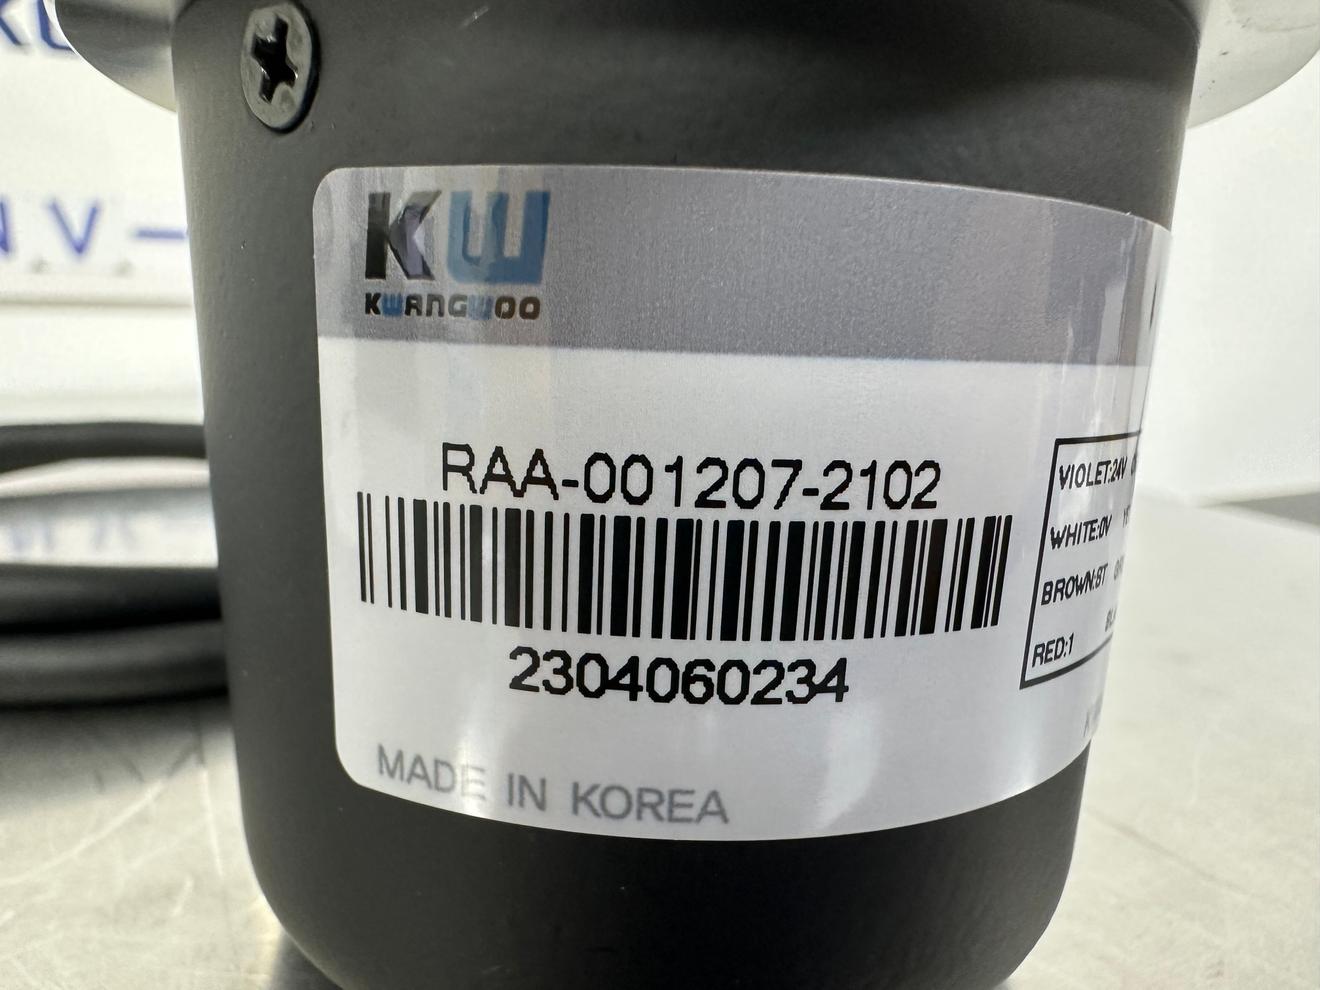 KW
KWANGWOO
RAA-001207-2102
VIOLET:24V
WHITE:0V
BROWN:BT
RED:1
2304060234
MADE IN KOREA